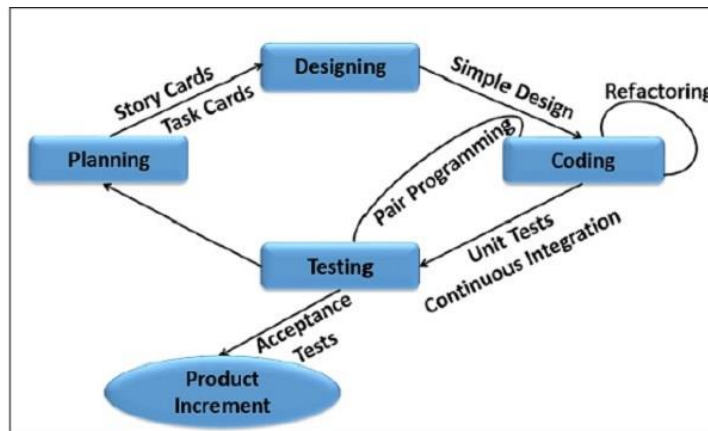 Designing
Story Cards
Task Cards
Simple Design
Refactoring
Planning
Pair Programming
Coding
Testing
Unit Tests
Continuous Integration
Acceptance
Tests
Product
Increment